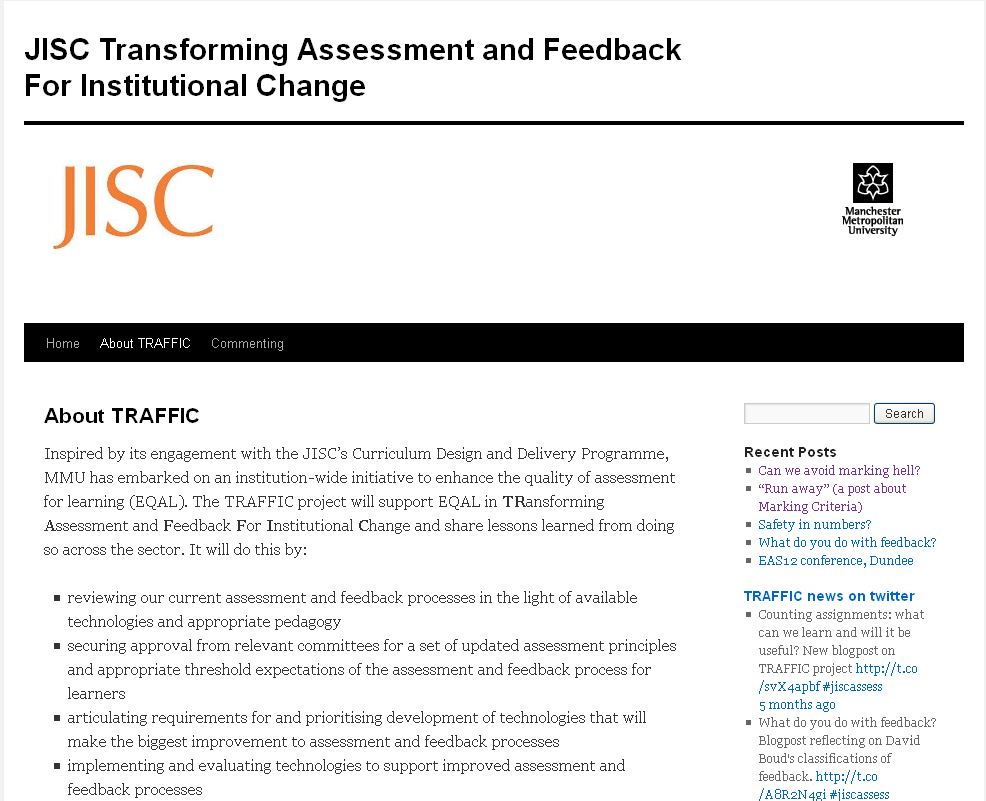 JISC Transforming Assessment and Feedback
For Institutional Change
JISC
Manchester
Metropolitan
University
Home
About TRAFFIC
Commenting
About TRAFFIC
Inspired by its engagement with the JISC’s Curriculum Design and Delivery Programme,
MMU has embarked on an institution-wide initiative to enhance the quality of assessment
for learning (EQAL). The TRAFFIC project will support EQAL in TRansforming
Assessment and Feedback For Institutional Change and share lessons learned from doing
so across the sector. It will do this by:
reviewing our current assessment and feedback processes in the light of available
technologies and appropriate pedagogy
securing approval from relevant committees for a set of updated assessment principles
and appropriate threshold expectations of the assessment and feedback process for
learners
articulating requirements for and prioritising development of technologies that will
make the biggest improvement to assessment and feedback processes
implementing and evaluating technologies to support improved assessment and
feedback processes
Search
Recent Posts
Can we avoid marking hell?
“Run away” (a post about
Marking Criteria)
Safety in numbers?
What do you do with feedback?
EAS12 conference, Dundee
TRAFFIC news on twitter
Counting assignments: what
can we learn and will it be
useful? New blogpost on
TRAFFIC project http://t.co
/svX4apbf #jiscassess
5 months ago
What do you do with feedback?
Blogpost reflecting on David
Boud's classifications of
feedback. http://t.co
/A8R2N4gi #jiscassess